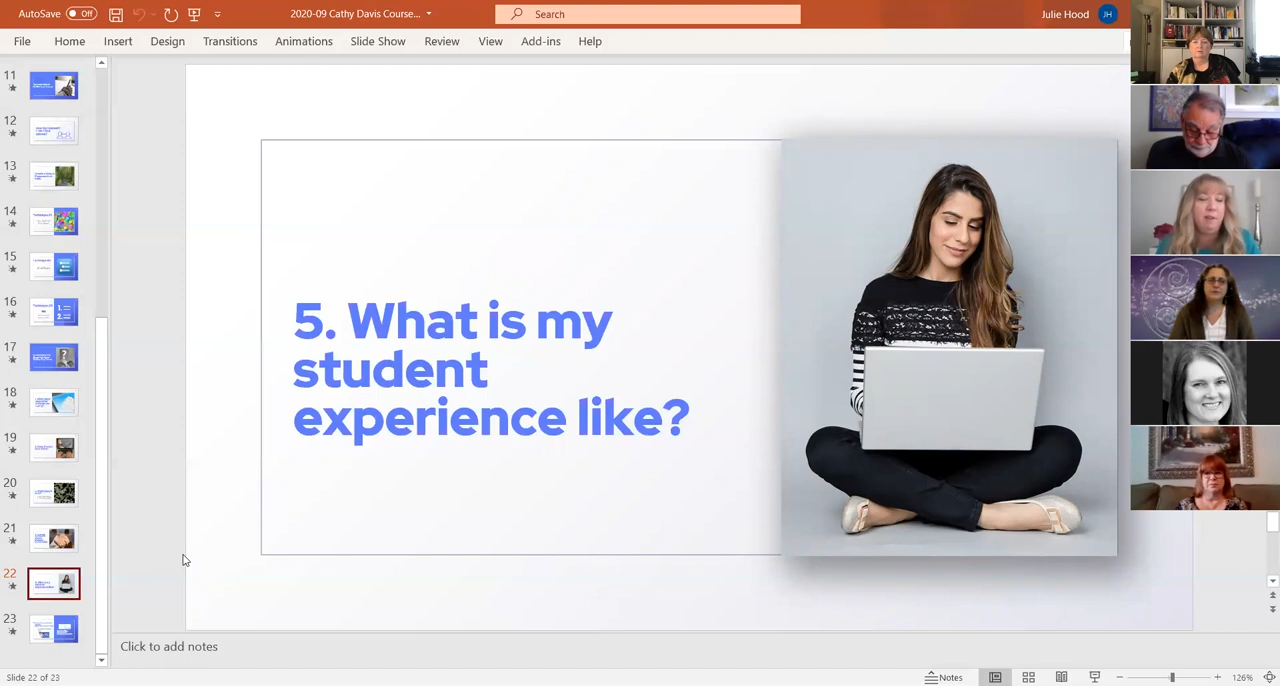 AutoSave Off 2020-09 Cathy Davis Course... Search Julie Hood JH
File Home Insert Design Transitions Animations Slide Show Review View Add-ins Help
11
12
13
14
15
16
17
18
19
20
21
22
23
5. What is my
student
experience like?
Click to add notes
Slide 22 of 23 Notes 126%